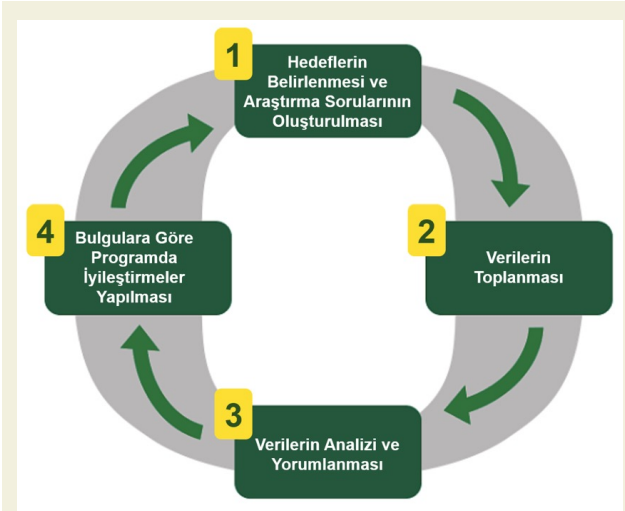 1
Hedeflerin
Belirlenmesi ve
Araştırma Sorularının
Oluşturulması
2
Verilerin
Toplanması
3
Verilerin Analizi ve
Yorumlanması
4
Bulgulara Göre
Programda
İyileştirmeler
Yapılması